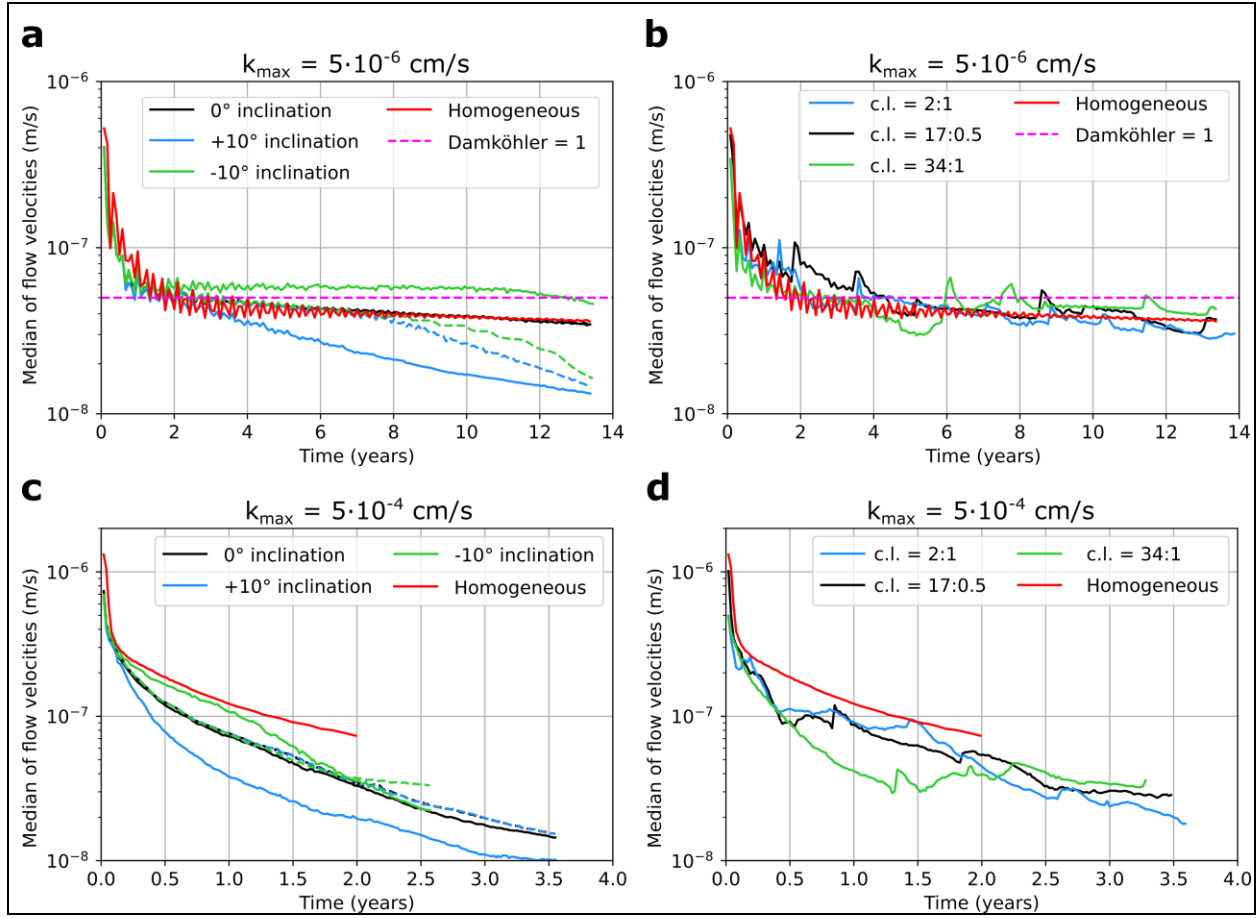 a
k_max = 5·10⁻⁶ cm/s
Median of flow velocities (m/s)
10⁻⁶
10⁻⁷
10⁻⁸
0° inclination
+10° inclination
-10° inclination
Homogeneous
Damköhler = 1
0 2 4 6 8 10 12 14
Time (years)
b
k_max = 5·10⁻⁶ cm/s
Median of flow velocities (m/s)
10⁻⁶
10⁻⁷
10⁻⁸
c.l. = 2:1
c.l. = 17:0.5
c.l. = 34:1
Homogeneous
Damköhler = 1
0 2 4 6 8 10 12 14
Time (years)
c
k_max = 5·10⁻⁴ cm/s
Median of flow velocities (m/s)
10⁻⁶
10⁻⁷
10⁻⁸
0° inclination
+10° inclination
-10° inclination
Homogeneous
0.0 0.5 1.0 1.5 2.0 2.5 3.0 3.5 4.0
Time (years)
d
k_max = 5·10⁻⁴ cm/s
Median of flow velocities (m/s)
10⁻⁶
10⁻⁷
10⁻⁸
c.l. = 2:1
c.l. = 17:0.5
c.l. = 34:1
Homogeneous
0.0 0.5 1.0 1.5 2.0 2.5 3.0 3.5 4.0
Time (years)